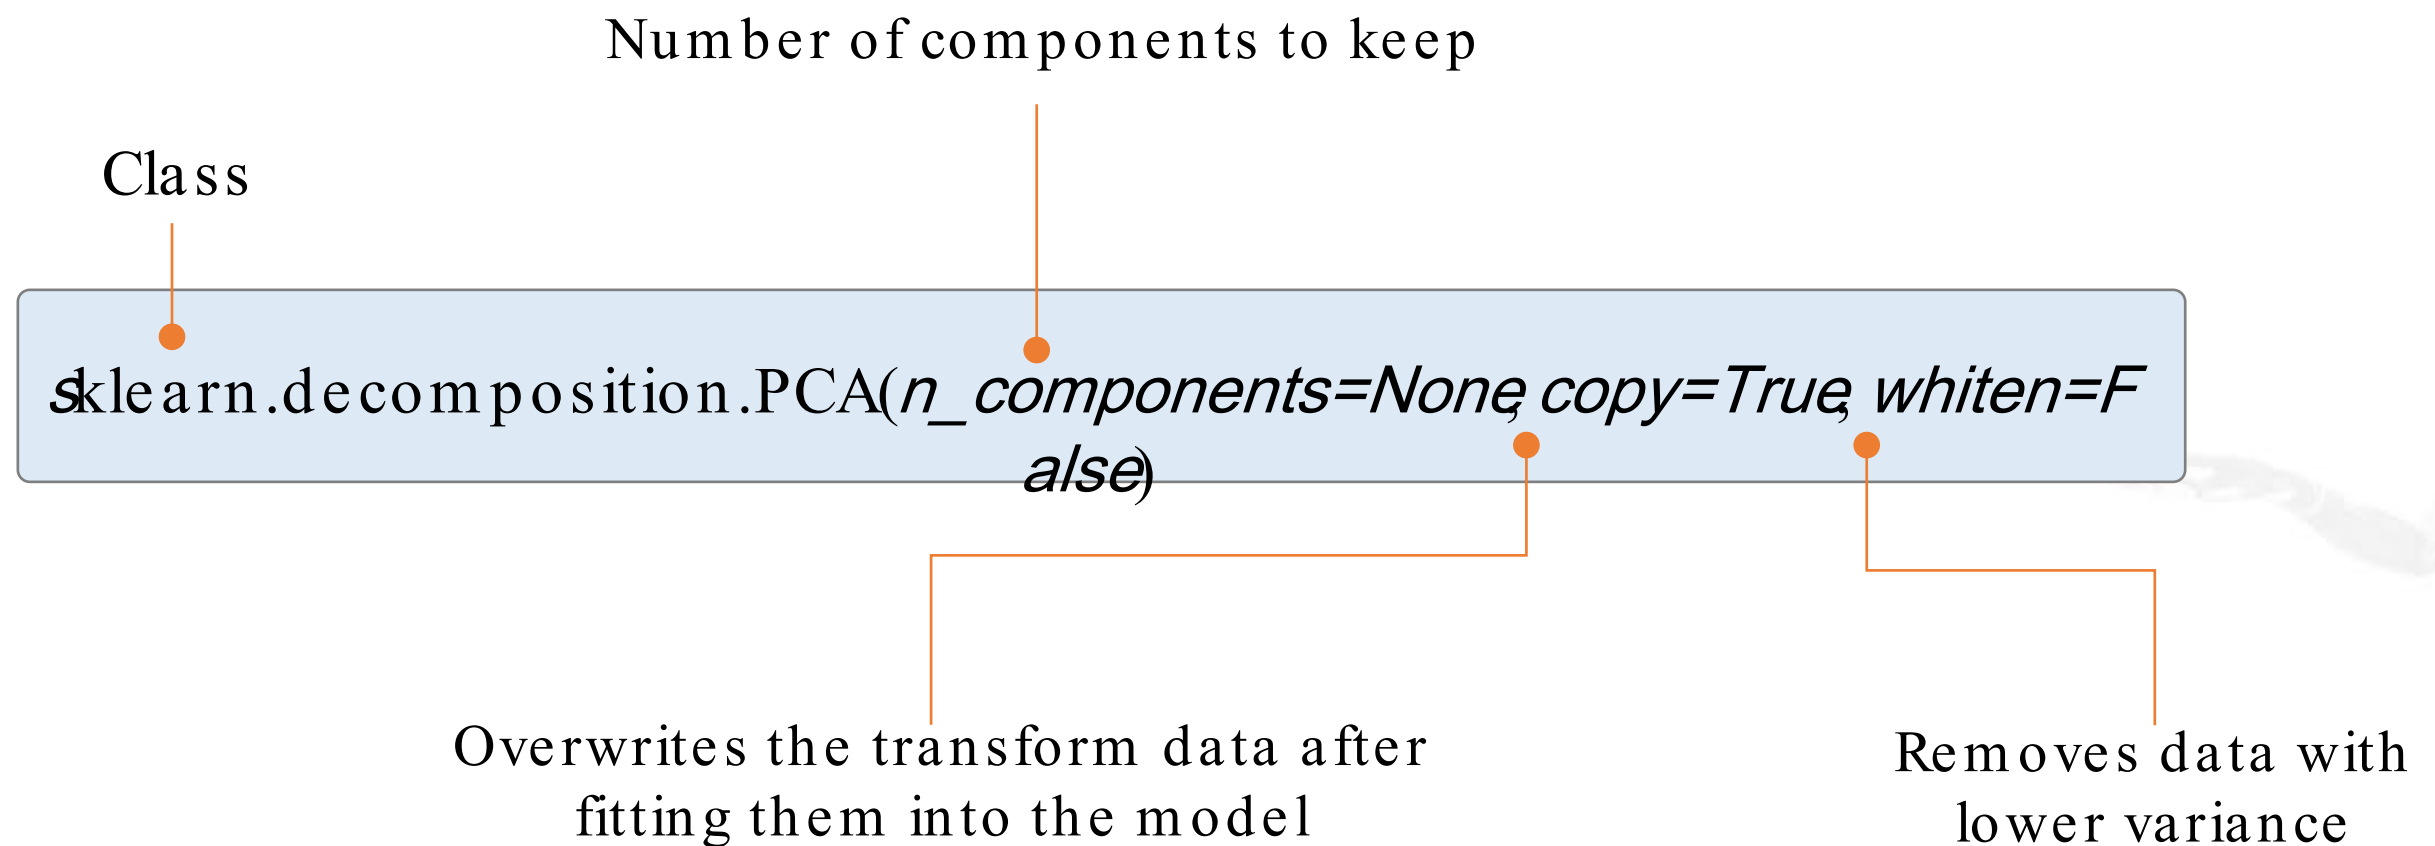 Number of components to keep
Class
sklearn.decomposition.PCA(n_components=None, copy=True, whiten=F
alse)
Overwrites the transform data after
fitting them into the model
Removes data with
lower variance